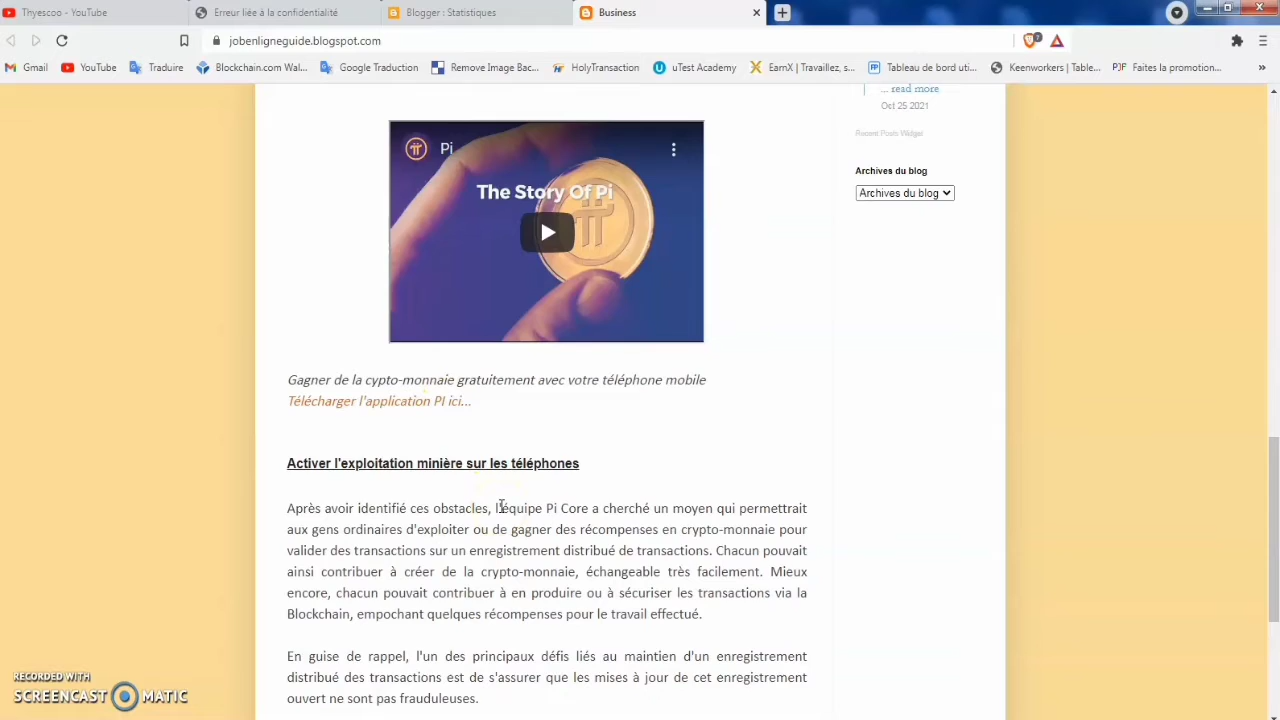 Thyescoo - YouTube
Erreur liée à la confidentialité
Blogger : Statistiques
Business
jobenligneguide.blogspot.com
7
Gmail
YouTube
Traduire
Blockchain.com Wal...
Google Traduction
Remove Image Bac...
HolyTransaction
uTest Academy
EarnX | Travaillez, s...
Tableau de bord uti...
Keenworkers | Table...
Faites la promotion...
... read more
Oct 25 2021
Recent Posts Widget
Archives du blog
Archives du blog
Pi
The Story Of Pi
Gagner de la cypto-monnaie gratuitement avec votre téléphone mobile
Télécharger l'application PI ici...
Activer l'exploitation minière sur les téléphones
Après avoir identifié ces obstacles, l'équipe Pi Core a cherché un moyen qui permettrait
aux gens ordinaires d'exploiter ou de gagner des récompenses en crypto-monnaie pour
valider des transactions sur un enregistrement distribué de transactions. Chacun pouvait
ainsi contribuer à créer de la crypto-monnaie, échangeable très facilement. Mieux
encore, chacun pouvait contribuer à en produire ou à sécuriser les transactions via la
Blockchain, empochant quelques récompenses pour le travail effectué.
En guise de rappel, l'un des principaux défis liés au maintien d'un enregistrement
distribué des transactions est de s'assurer que les mises à jour de cet enregistrement
ouvert ne sont pas frauduleuses.
RECORDED WITH
SCREENCAST MATIC